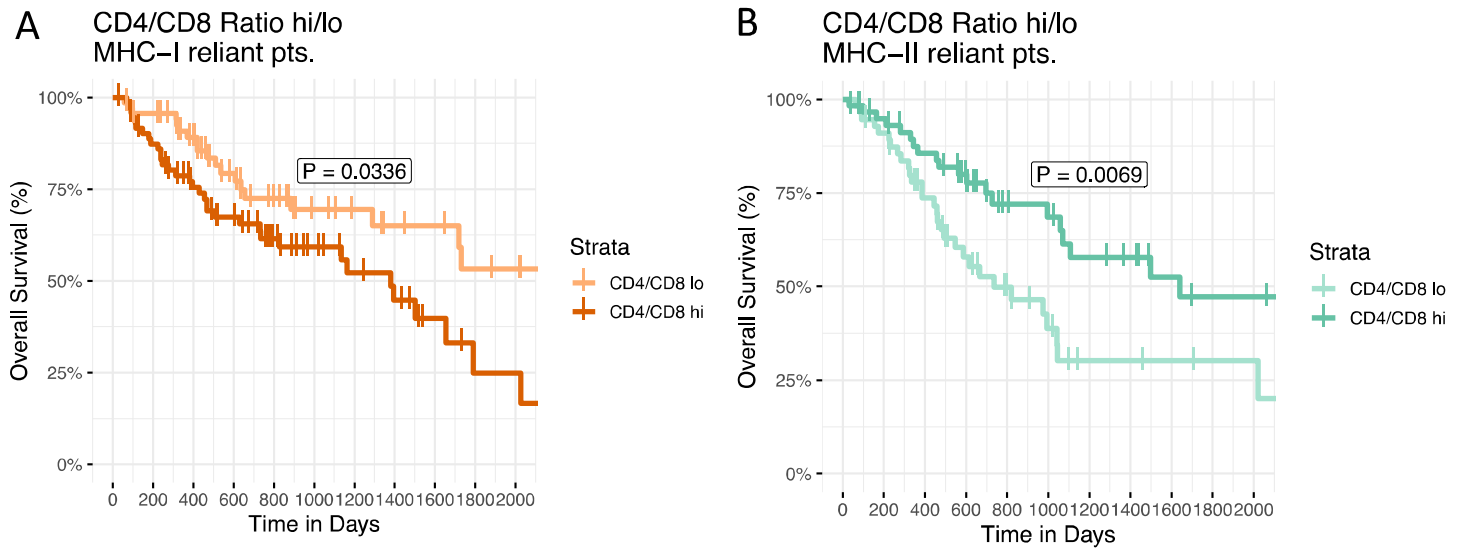 A
CD4/CD8 Ratio hi/lo
MHC−I reliant pts.
100%
75%
50%
25%
0%
Overall Survival (%)
P = 0.0336
0 200 400 600 800 1000 1200 1400 1600 1800 2000
Time in Days
Strata
CD4/CD8 lo
CD4/CD8 hi
B
CD4/CD8 Ratio hi/lo
MHC−II reliant pts.
100%
75%
50%
25%
0%
Overall Survival (%)
P = 0.0069
0 200 400 600 800 1000 1200 1400 1600 1800 2000
Time in Days
Strata
CD4/CD8 lo
CD4/CD8 hi